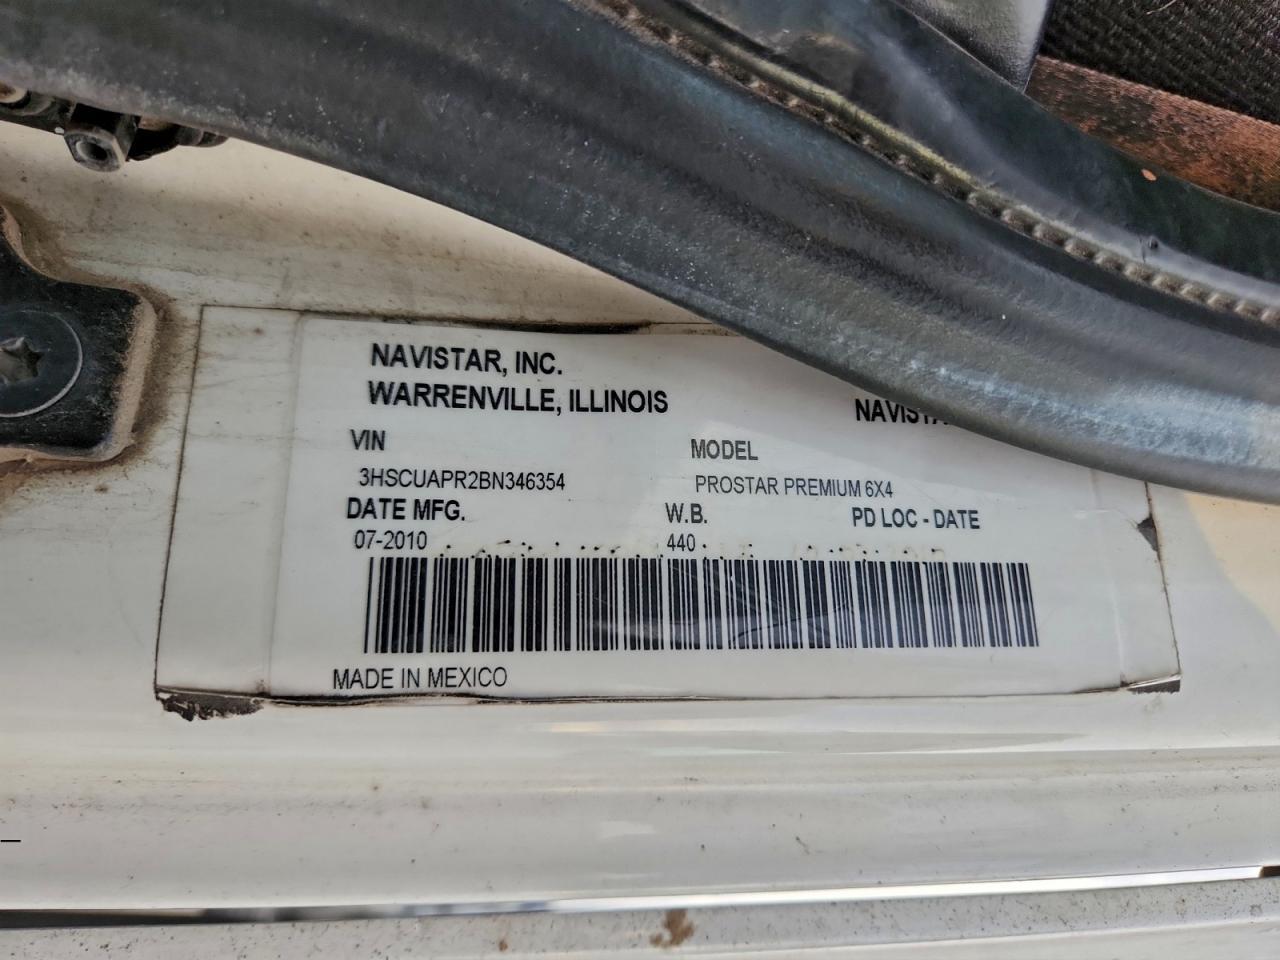 NAVISTAR, INC.
WARRENVILLE, ILLINOIS
NAVISTA
VIN MODEL
3HSCUAPR2BN346354 PROSTAR PREMIUM 6X4
DATE MFG. W.B. PD LOC - DATE
07-2010 440
MADE IN MEXICO